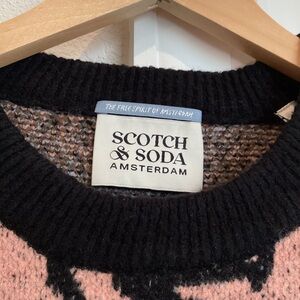 THE FREE SPIRIT OF AMSTERDAM
SCOTCH
& SODA
AMSTERDAM